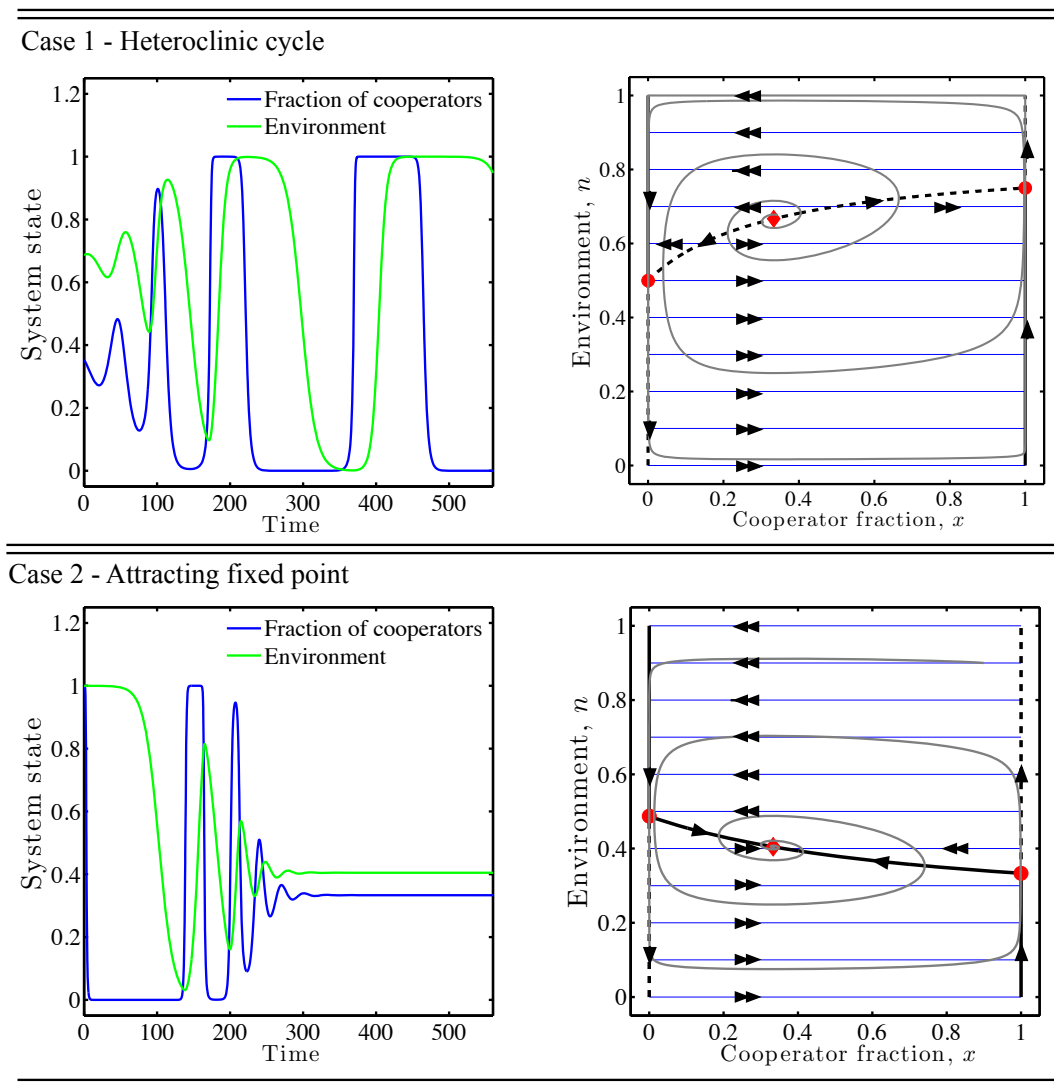 Case 1 - Heteroclinic cycle
Fraction of cooperators
Environment
System state
1.2
1
0.8
0.6
0.4
0.2
0
0 100 200 300 400 500
Time
Environment, n
1
0.8
0.6
0.4
0.2
0
0 0.2 0.4 0.6 0.8 1
Cooperator fraction, x
Case 2 - Attracting fixed point
Fraction of cooperators
Environment
System state
1.2
1
0.8
0.6
0.4
0.2
0
0 100 200 300 400 500
Time
Environment, n
1
0.8
0.6
0.4
0.2
0
0 0.2 0.4 0.6 0.8 1
Cooperator fraction, x